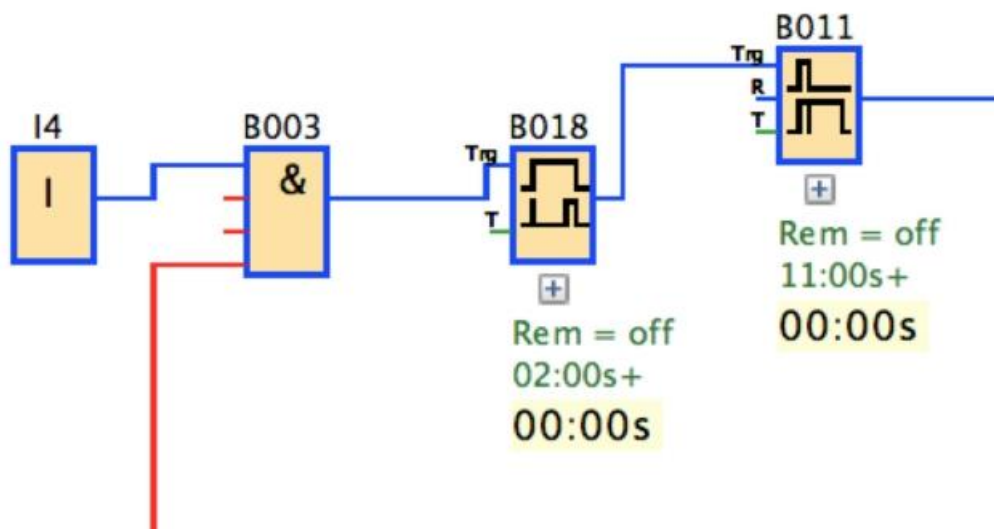 I4
I
B003
&
B018
Trg
T
Rem = off
02:00s+
00:00s
B011
Trg
R
T
Rem = off
11:00s+
00:00s